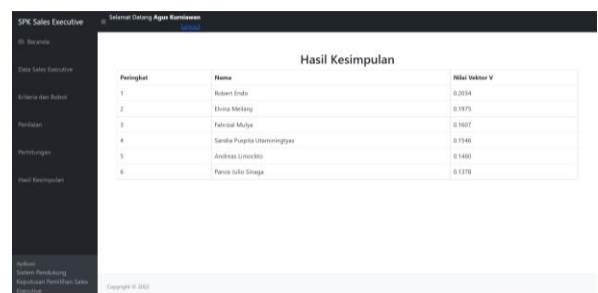 SPK Sales Executive
Selamat Datang Agus Kurniawan
Logout
Beranda
Data Sales Executive
Kriteria dan Bobot
Penilaian
Perhitungan
Hasil Kesimpulan
Hasil Kesimpulan
Peringkat Nama Nilai Vektor V
1 Robert Endo 0.2034
2 Elvina Meilany 0.1975
3 Fahrizal Mulya 0.1607
4 Sandia Puspita Utaminingtyas 0.1546
5 Andreas Limockto 0.1460
6 Panca Julio Sinaga 0.1378
Aplikasi
Sistem Pendukung
Keputusan Pemilihan Sales
Executive
Copyright © 2022